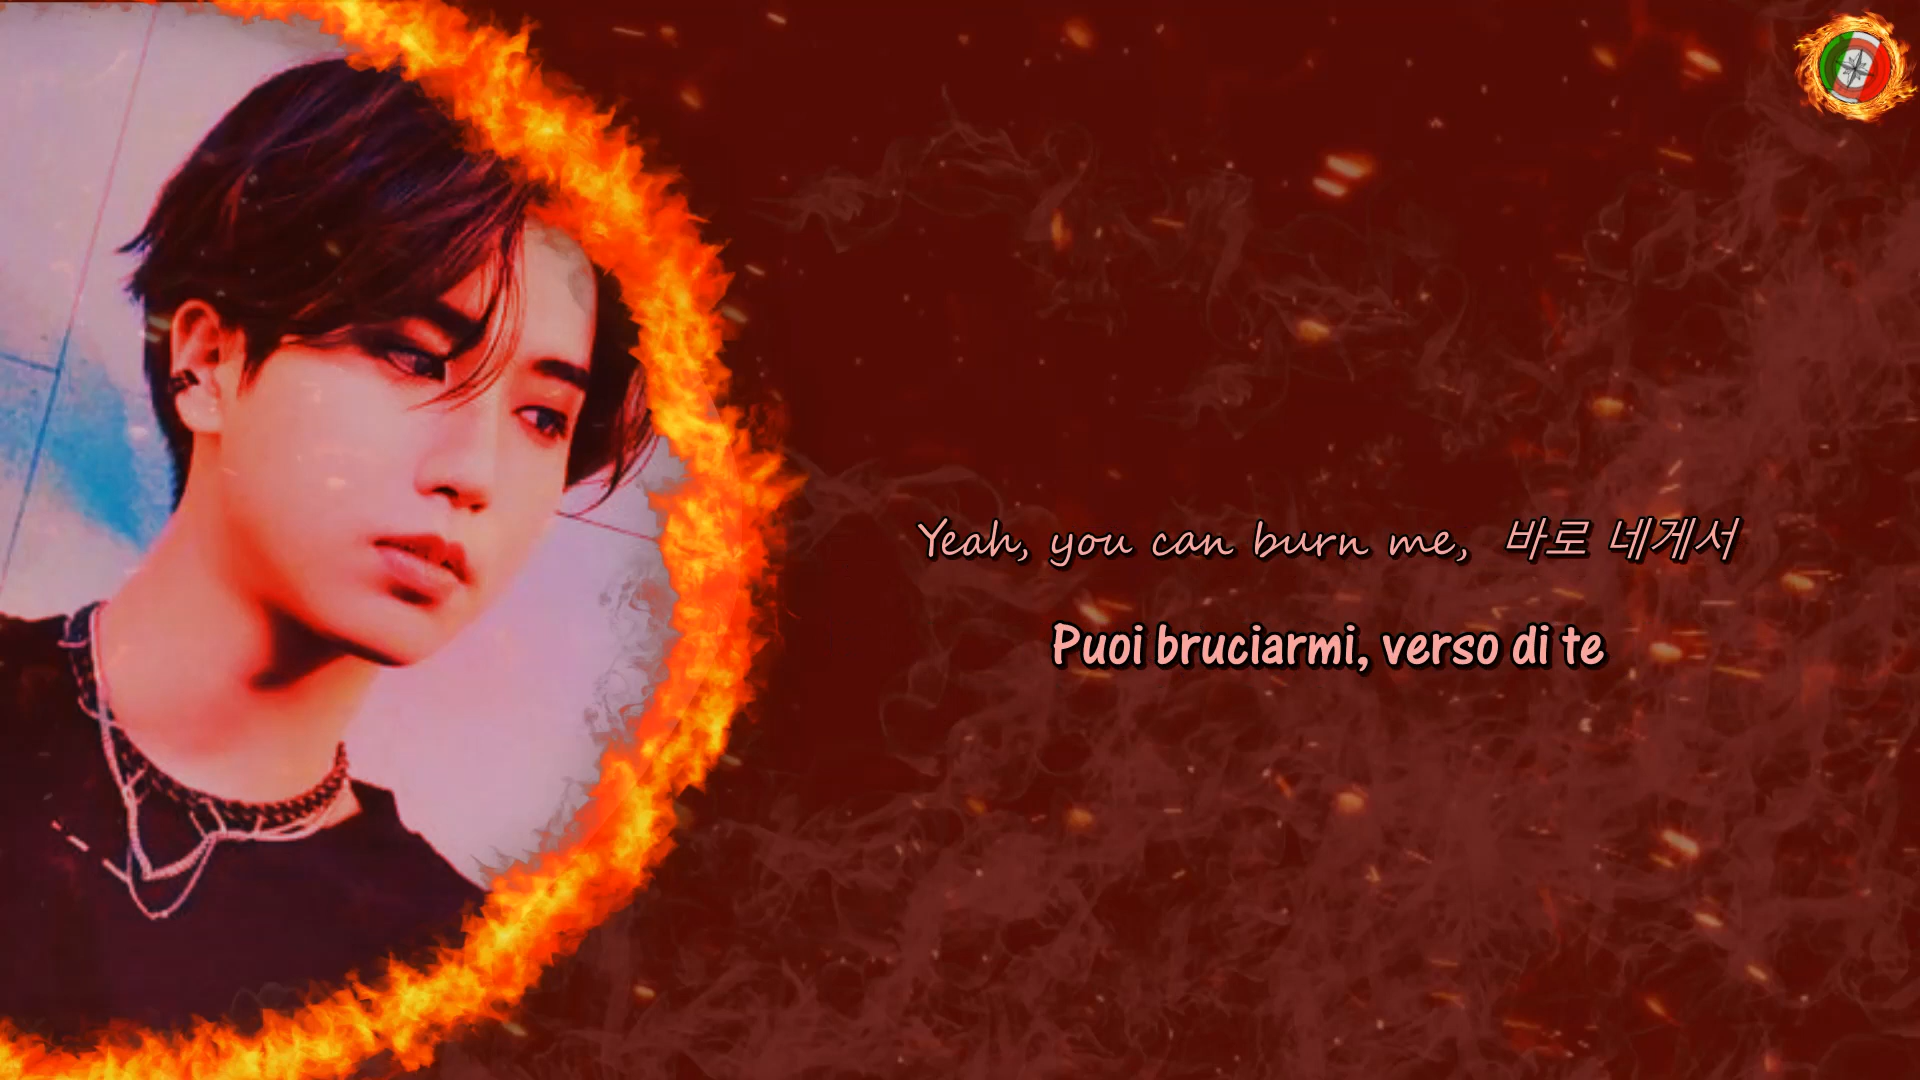 Yeah, you can burn me, 바로 네게서
Puoi bruciarmi, verso di te